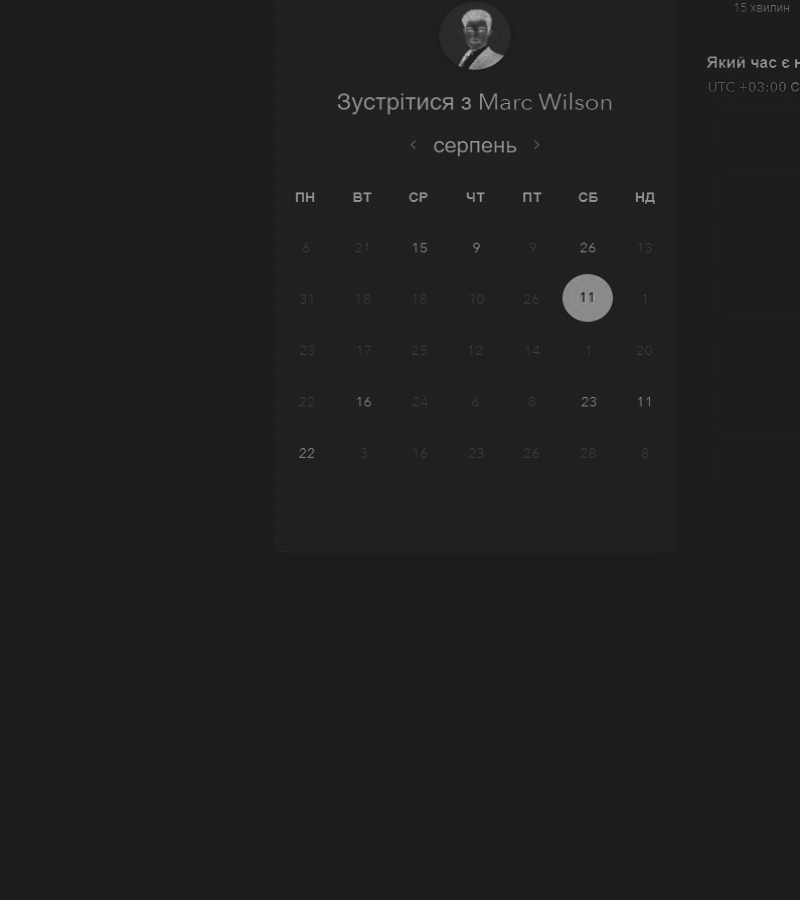 15 хвилин
Який час є
UTC +03:00
Зустрітися з Marc Wilson
серпень
ПН ВТ СР ЧТ ПТ СБ НД
6 21 15 9 9 26 13
31 18 18 10 26 11 1
23 17 25 12 14 1 20
22 16 24 6 8 23 11
22 3 16 23 26 28 8